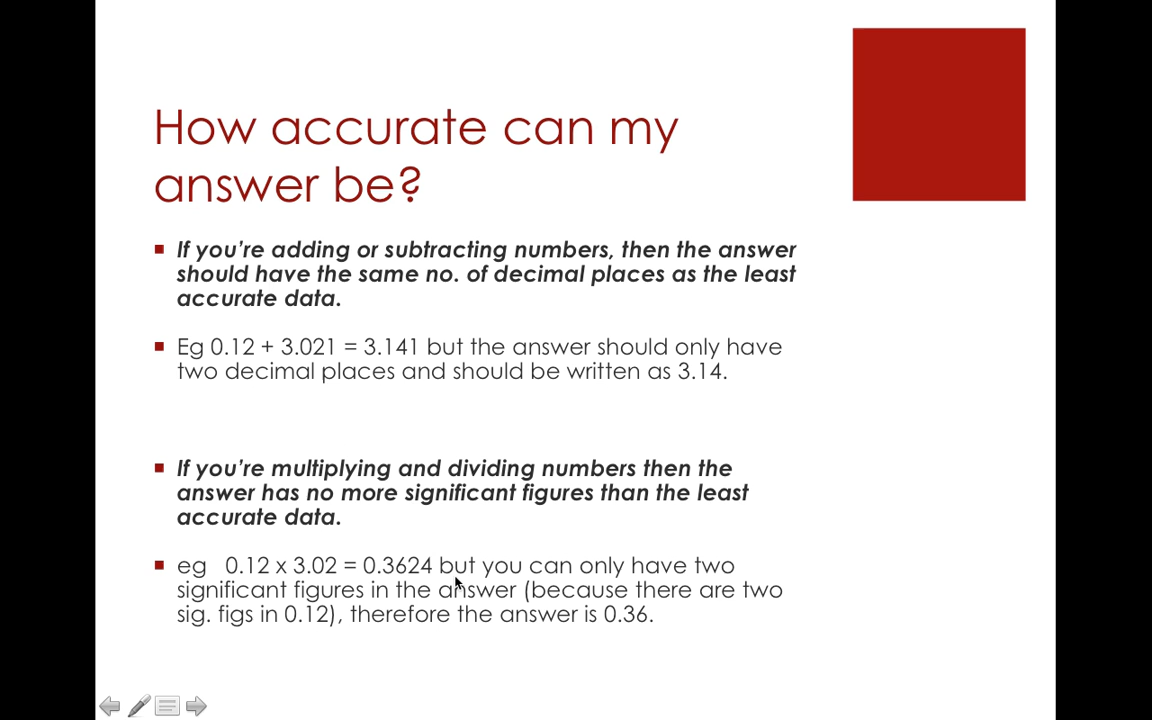 How accurate can my
answer be?
If you're adding or subtracting numbers, then the answer
should have the same no. of decimal places as the least
accurate data.
Eg 0.12 + 3.021 = 3.141 but the answer should only have
two decimal places and should be written as 3.14.
If you're multiplying and dividing numbers then the
answer has no more significant figures than the least
accurate data.
eg 0.12 x 3.02 = 0.3624 but you can only have two
significant figures in the answer (because there are two
sig. figs in 0.12), therefore the answer is 0.36.